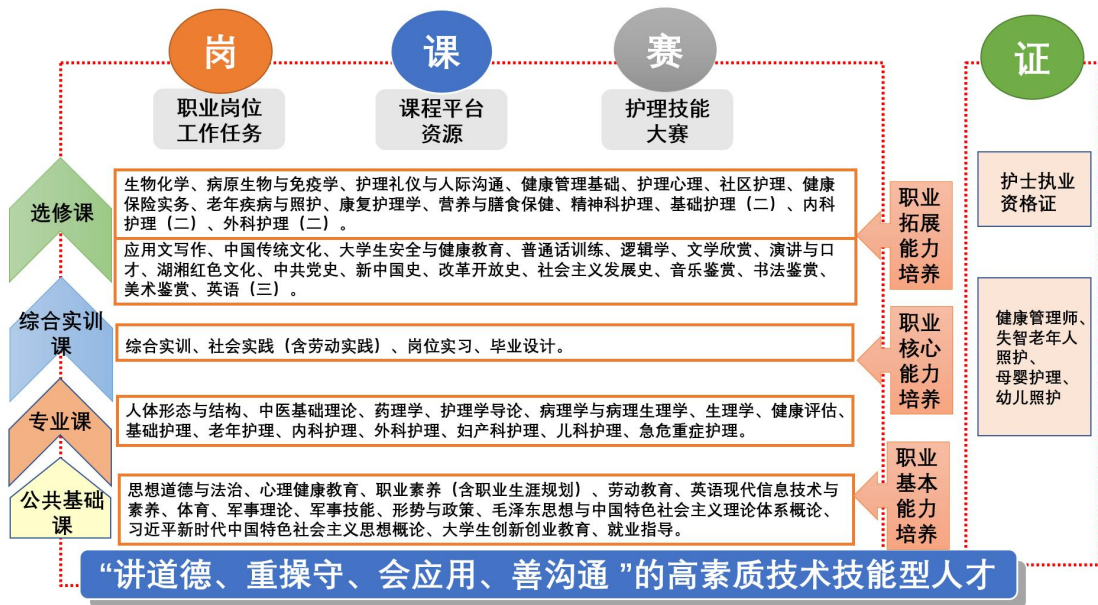 岗
课
赛
证
职业岗位
工作任务
课程平台
资源
护理技能
大赛
选修课
生物化学、病原生物与免疫学、护理礼仪与人际沟通、健康管理基础、护理心理、社区护理、健康
保险实务、老年疾病与照护、康复护理学、营养与膳食保健、精神科护理、基础护理（二）、内科
护理（二）、外科护理（二）。
应用文写作、中国传统文化、大学生安全与健康教育、普通话训练、逻辑学、文学欣赏、演讲与口
才、湖湘红色文化、中共党史、新中国史、改革开放史、社会主义发展史、音乐鉴赏、书法鉴赏、
美术鉴赏、英语（三）。
职业
拓展
能力
培养
护士执业
资格证
综合实训
课
综合实训、社会实践（含劳动实践）、岗位实习、毕业设计。
职业
核心
能力
培养
健康管理师、
失智老年人
照护、
母婴护理、
幼儿照护
专业课
人体形态与结构、中医基础理论、药理学、护理学导论、病理学与病理生理学、生理学、健康评估、
基础护理、老年护理、内科护理、外科护理、妇产科护理、儿科护理、急危重症护理。
公共基础
课
思想道德与法治、心理健康教育、职业素养（含职业生涯规划）、劳动教育、英语现代信息技术与
素养、体育、军事理论、军事技能、形势与政策、毛泽东思想与中国特色社会主义理论体系概论、
习近平新时代中国特色社会主义思想概论、大学生创新创业教育、就业指导。
职业
基本
能力
培养
“讲道德、重操守、会应用、善沟通 ”的高素质技术技能型人才